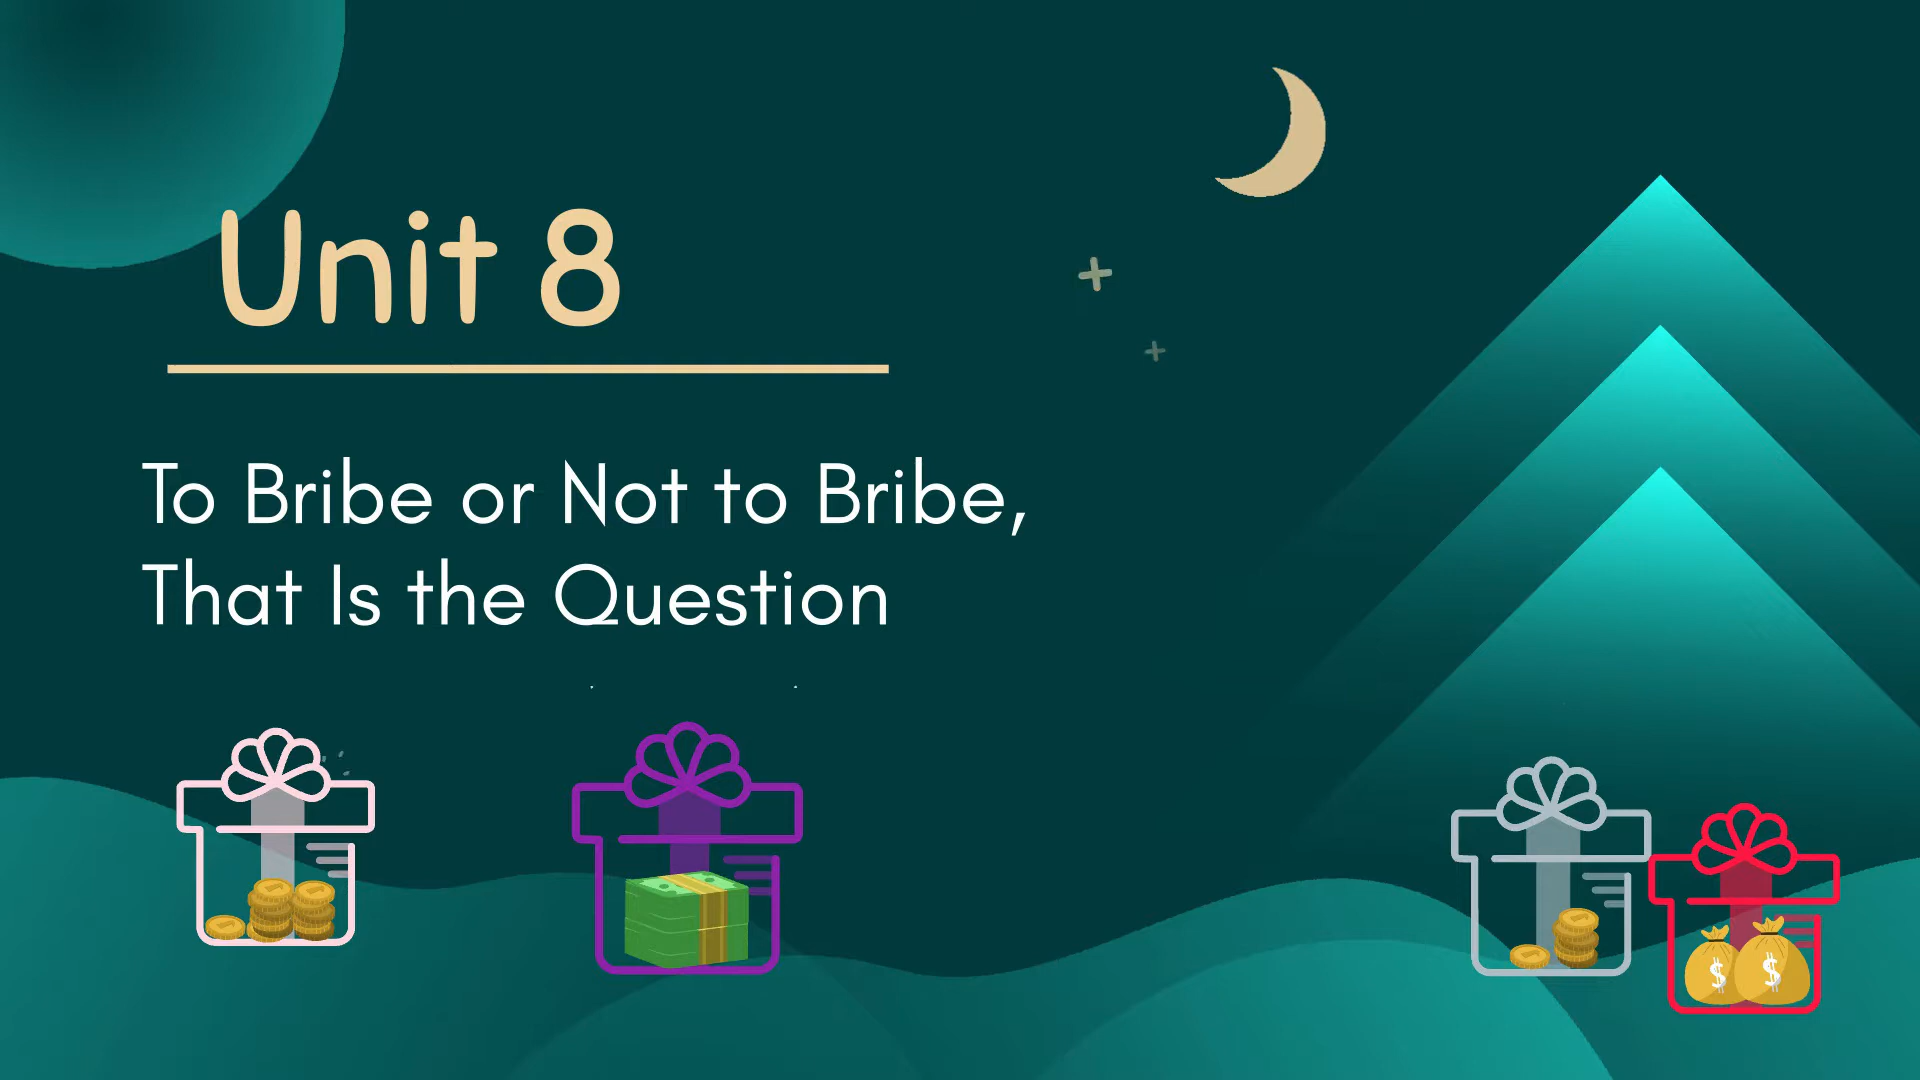 Unit 8
To Bribe or Not to Bribe,
That Is the Question
$
$